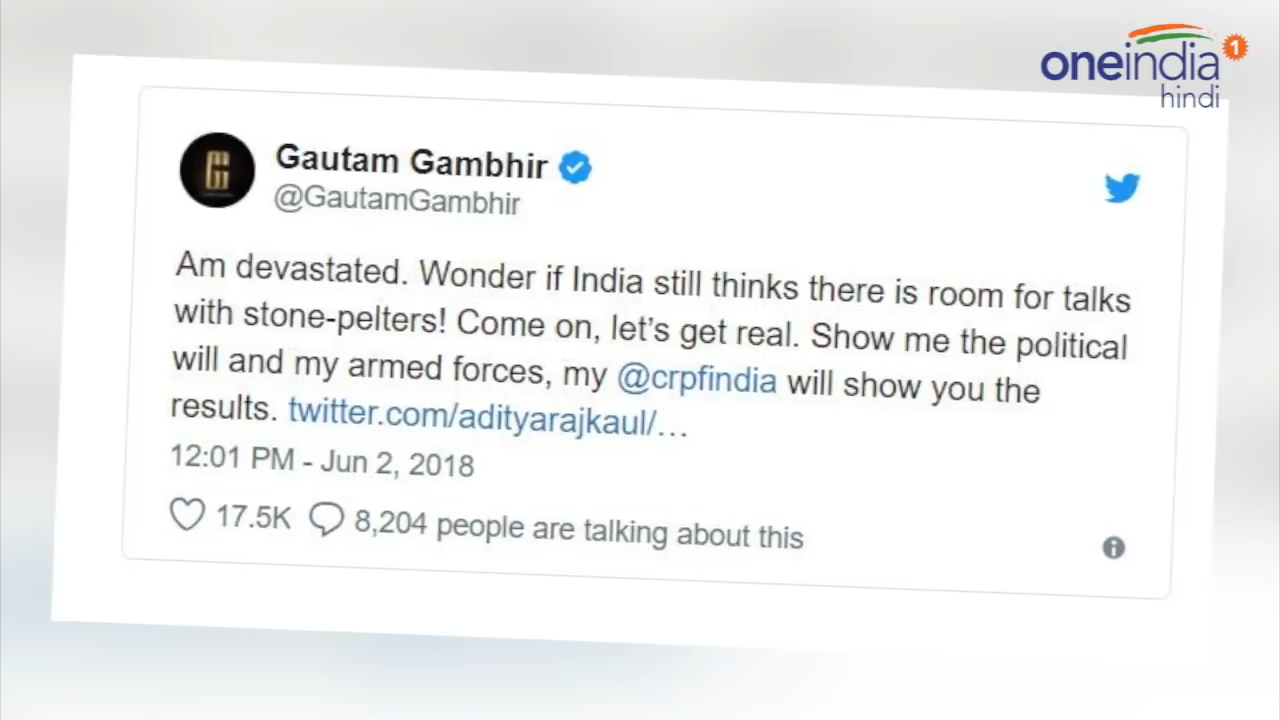 oneindia
1
hindi
Gautam Gambhir
@GautamGambhir
Am devastated. Wonder if India still thinks there is room for talks
with stone-pelters! Come on, let's get real. Show me the political
will and my armed forces, my @crpfindia will show you the
results. twitter.com/adityarajkaul/…
12:01 PM - Jun 2, 2018
17.5K 8,204 people are talking about this